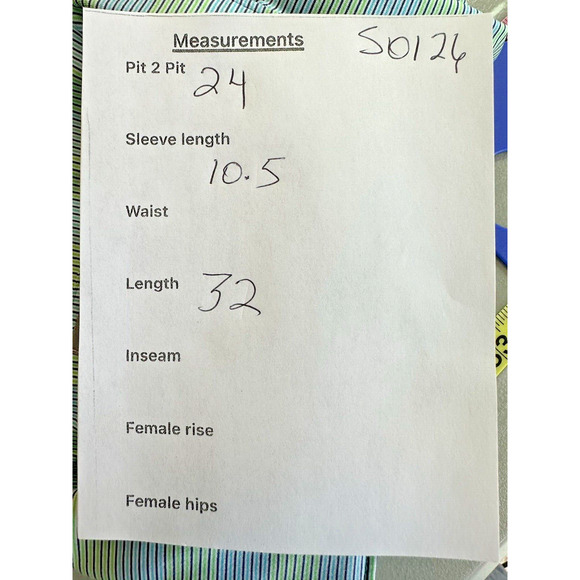 Measurements S0126
Pit 2 Pit 24
Sleeve length
10.5
Waist
Length 32
Inseam
Female rise
Female hips